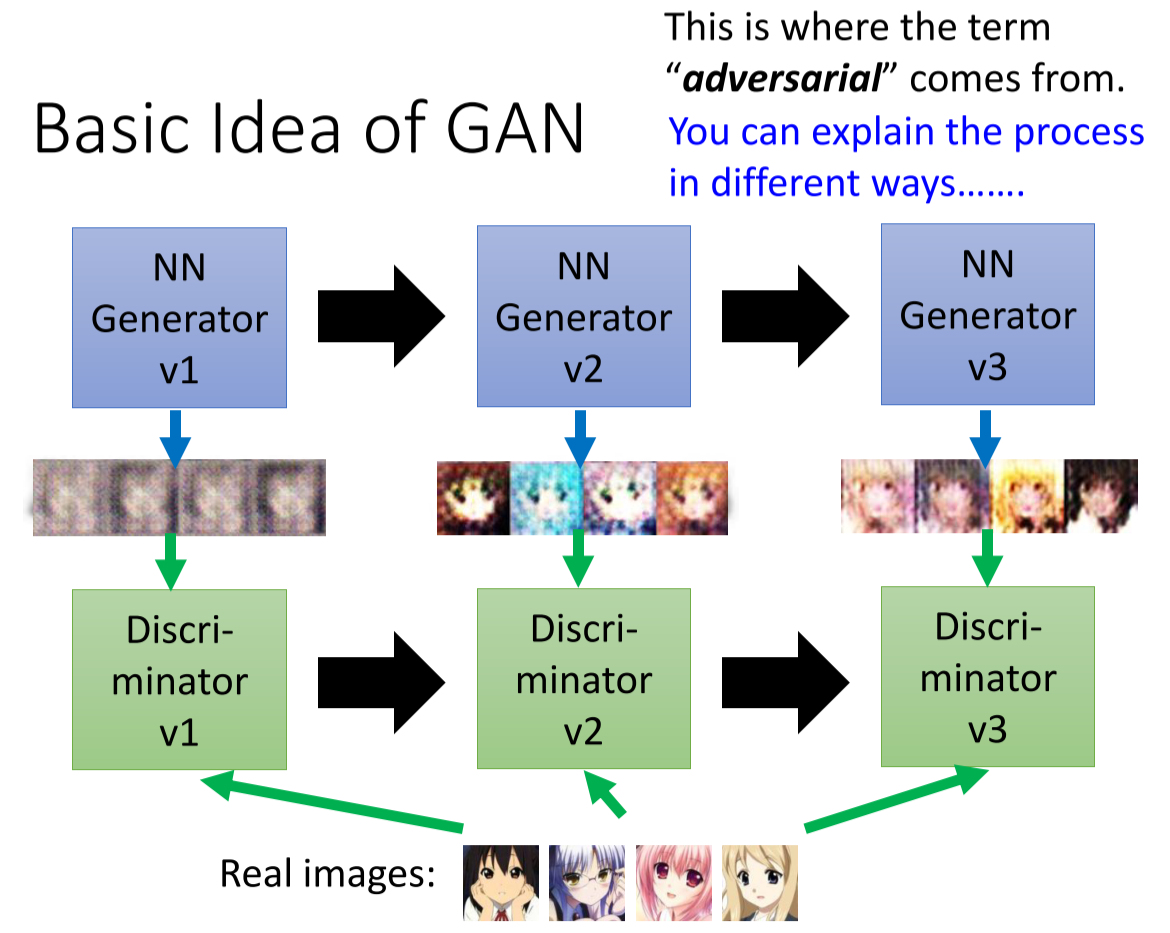 This is where the term
“adversarial” comes from.
You can explain the process
in different ways…….
Basic Idea of GAN
NN
Generator
v1
NN
Generator
v2
NN
Generator
v3
Discri-
minator
v1
Discri-
minator
v2
Discri-
minator
v3
Real images: